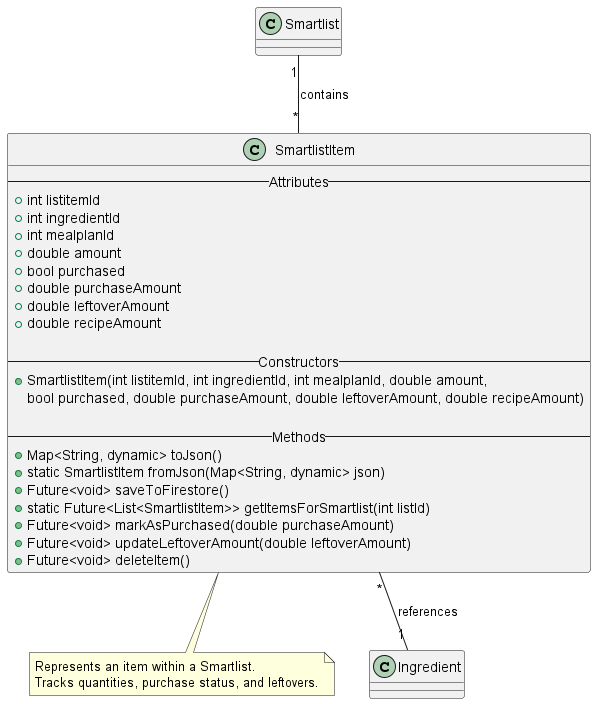 C Smartlist
1
contains
*
C SmartlistItem
Attributes
int listitemId
int ingredientId
int mealplanId
double amount
bool purchased
double purchaseAmount
double leftoverAmount
double recipeAmount
Constructors
SmartlistItem(int listitemId, int ingredientId, int mealplanId, double amount,
bool purchased, double purchaseAmount, double leftoverAmount, double recipeAmount)
Methods
Map<String, dynamic> toJson()
static SmartlistItem fromJson(Map<String, dynamic> json)
Future<void> saveToFirestore()
static Future<List<SmartlistItem>> getItemsForSmartlist(int listId)
Future<void> markAsPurchased(double purchaseAmount)
Future<void> updateLeftoverAmount(double leftoverAmount)
Future<void> deleteItem()
*
references
1
Represents an item within a Smartlist.
Tracks quantities, purchase status, and leftovers.
C Ingredient